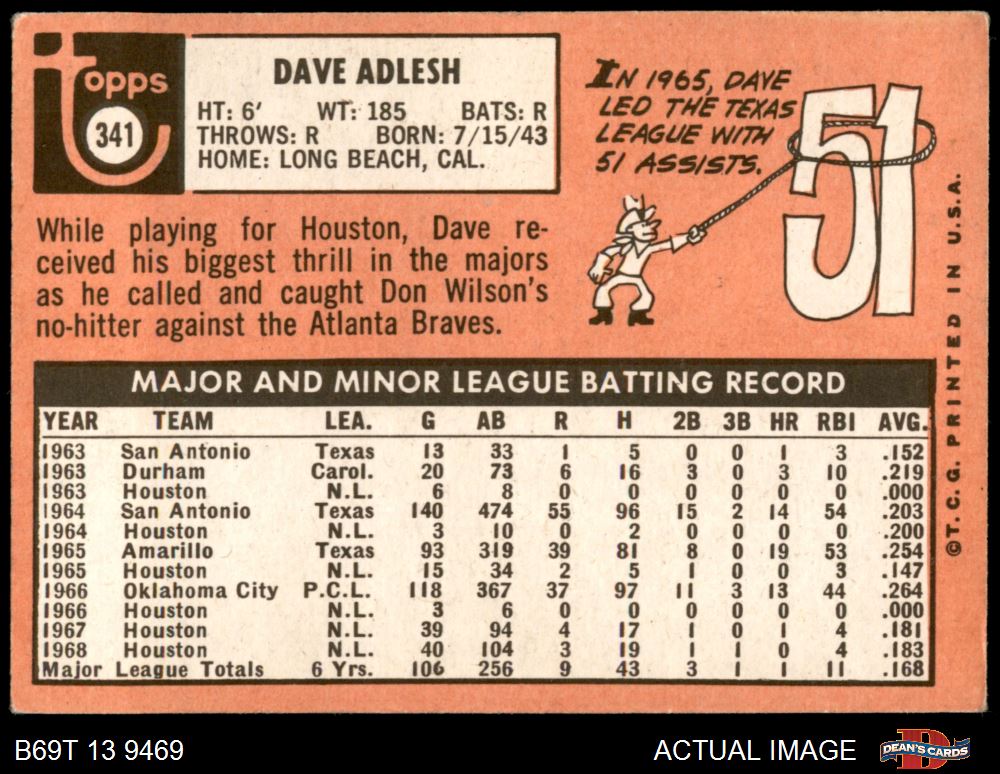 topps
341
DAVE ADLESH
HT: 6' WT: 185 BATS: R
THROWS: R BORN: 7/15/43
HOME: LONG BEACH, CAL.
IN 1965, DAVE
LED THE TEXAS
LEAGUE WITH
51 ASSISTS.
51
While playing for Houston, Dave re-
ceived his biggest thrill in the majors
as he called and caught Don Wilson's
no-hitter against the Atlanta Braves.
MAJOR AND MINOR LEAGUE BATTING RECORD
YEAR TEAM LEA. G AB R H 2B 3B HR RBI AVG.
1963 San Antonio Texas 13 33 1 5 0 0 1 3 .152
1963 Durham Carol. 20 73 6 16 3 0 3 10 .219
1963 Houston N.L. 6 8 0 0 0 0 0 0 .000
1964 San Antonio Texas 140 474 55 96 15 2 14 54 .203
1964 Houston N.L. 3 10 0 2 0 0 0 0 .200
1965 Amarillo Texas 93 319 39 81 8 0 19 53 .254
1965 Houston N.L. 15 34 2 5 1 0 0 3 .147
1966 Oklahoma City P.C.L. 118 367 37 97 11 3 13 44 .264
1966 Houston N.L. 3 6 0 0 0 0 0 0 .000
1967 Houston N.L. 39 94 4 17 1 0 1 4 .181
1968 Houston N.L. 40 104 3 19 1 1 0 4 .183
Major League Totals 6 Yrs. 106 256 9 43 3 1 1 11 .168
©T.C.G. PRINTED IN U.S.A.
B69T 13 9469
ACTUAL IMAGE
DEAN'S CARDS